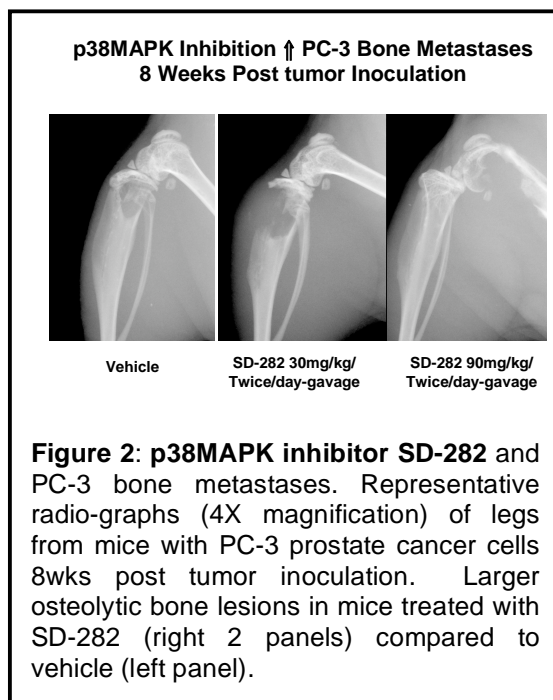 p38MAPK Inhibition ⇑ PC-3 Bone Metastases
8 Weeks Post tumor Inoculation
Vehicle
SD-282 30mg/kg/
Twice/day-gavage
SD-282 90mg/kg/
Twice/day-gavage
Figure 2: p38MAPK inhibitor SD-282 and
PC-3 bone metastases. Representative
radio-graphs (4X magnification) of legs
from mice with PC-3 prostate cancer cells
8wks post tumor inoculation. Larger
osteolytic bone lesions in mice treated with
SD-282 (right 2 panels) compared to
vehicle (left panel).